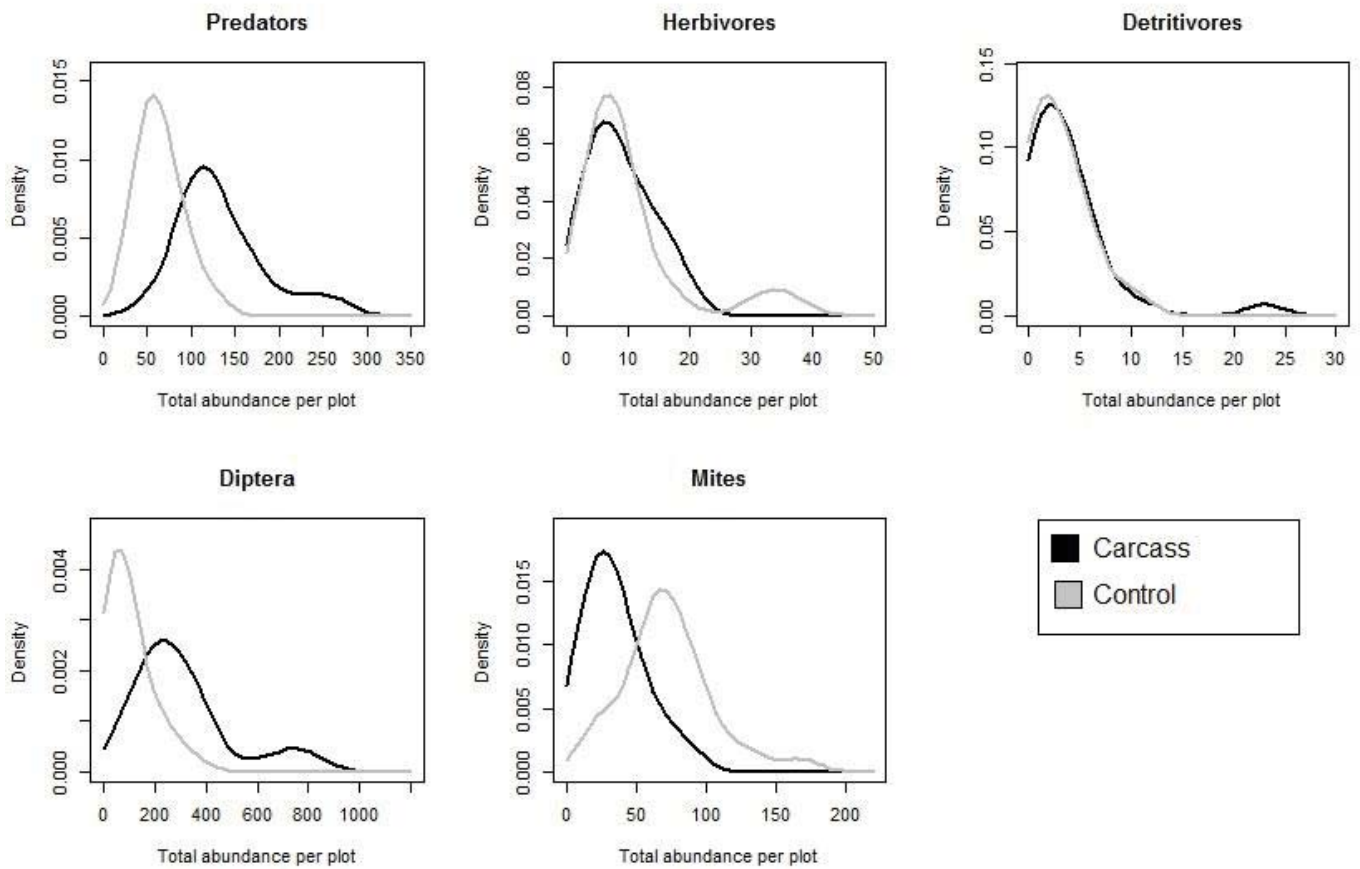 Predators
Density
0.000 0.005 0.010 0.015
0 50 100 150 200 250 300 350
Total abundance per plot
Herbivores
Density
0.00 0.02 0.04 0.06 0.08
0 10 20 30 40 50
Total abundance per plot
Detritivores
Density
0.00 0.05 0.10 0.15
0 5 10 15 20 25 30
Total abundance per plot
Diptera
Density
0.000 0.002 0.004
0 200 400 600 800 1000
Total abundance per plot
Mites
Density
0.000 0.005 0.010 0.015
0 50 100 150 200
Total abundance per plot
Carcass
Control